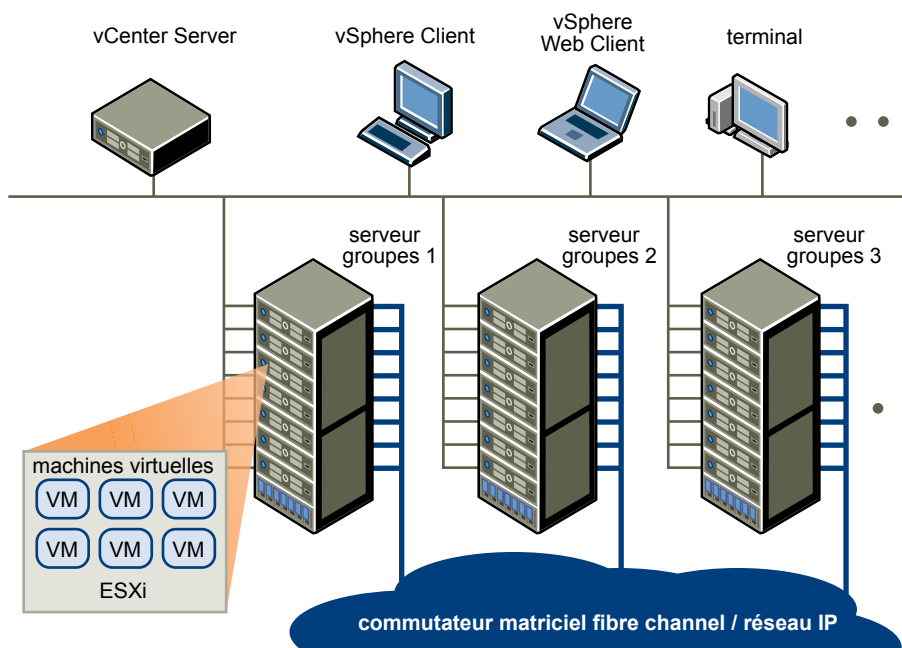 vCenter Server
vSphere Client
vSphere
Web Client
terminal
serveur
groupes 1
serveur
groupes 2
serveur
groupes 3
machines virtuelles
VM VM VM
VM VM VM
ESXi
commutateur matriciel fibre channel / réseau IP